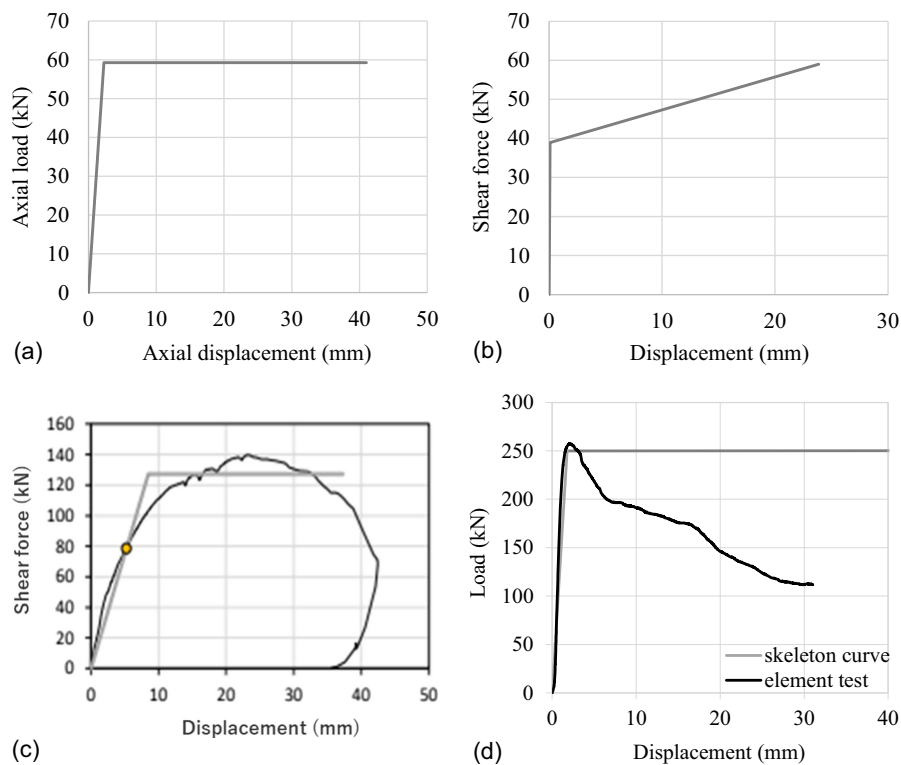 70
60
50
40
30
20
10
0
Axial load (kN)
0 10 20 30 40 50
Axial displacement (mm)
(a)
70
60
50
40
30
20
10
0
Shear force (kN)
0 10 20 30
Displacement (mm)
(b)
160
140
120
100
80
60
40
20
0
Shear force (kN)
0 10 20 30 40 50
Displacement (mm)
(c)
300
250
200
150
100
50
0
Load (kN)
skeleton curve
element test
0 10 20 30 40
Displacement (mm)
(d)